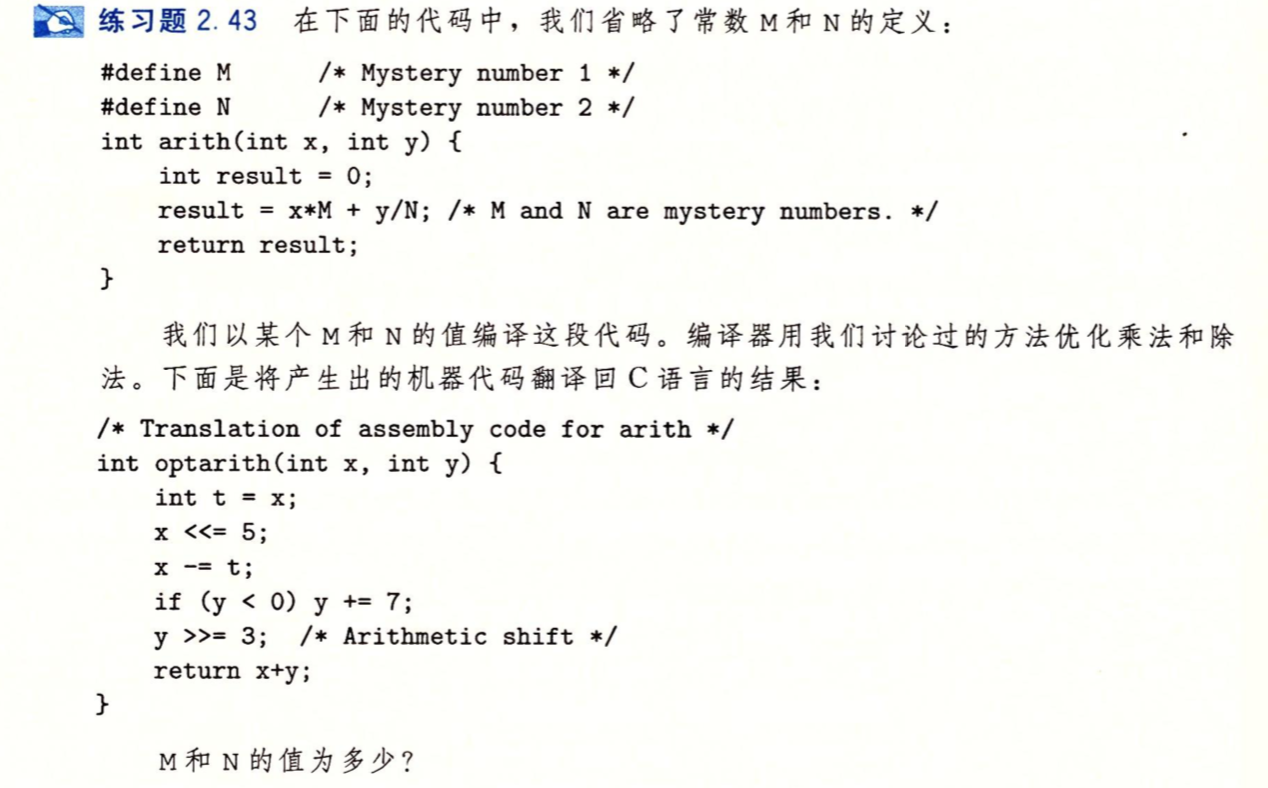 练习题 2.43 在下面的代码中，我们省略了常数 M 和 N 的定义：
#define M      /* Mystery number 1 */
#define N      /* Mystery number 2 */
int arith(int x, int y) {
    int result = 0;
    result = x*M + y/N; /* M and N are mystery numbers. */
    return result;
}
我们以某个 M 和 N 的值编译这段代码。编译器用我们讨论过的方法优化乘法和除
法。下面是将产生出的机器代码翻译回 C 语言的结果：
/* Translation of assembly code for arith */
int optarith(int x, int y) {
    int t = x;
    x <<= 5;
    x -= t;
    if (y < 0) y += 7;
    y >>= 3;  /* Arithmetic shift */
    return x+y;
}
M 和 N 的值为多少？